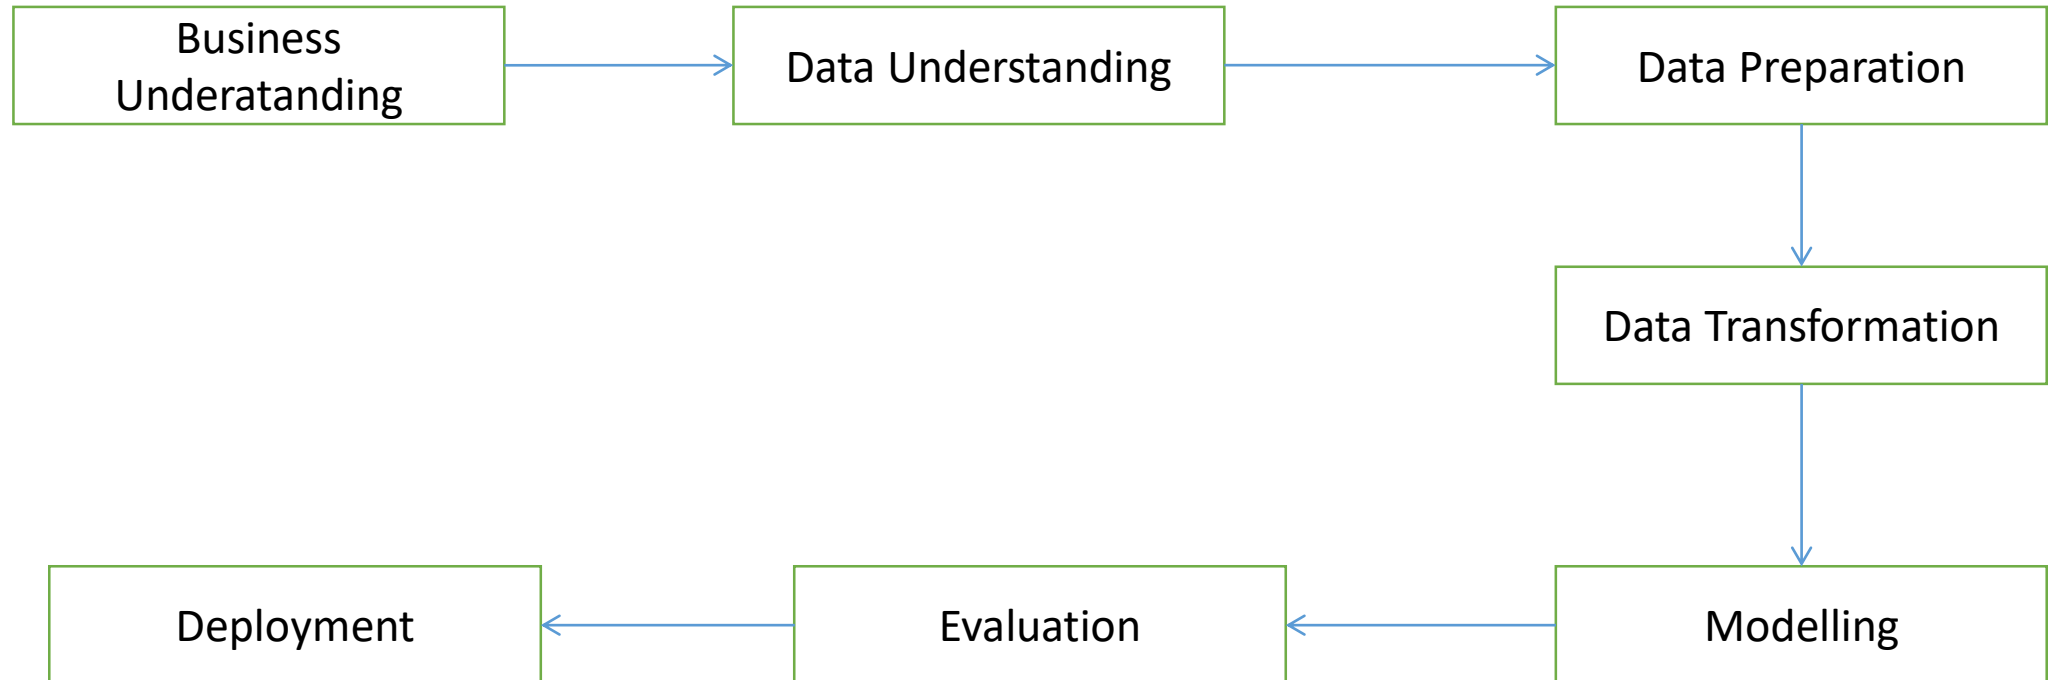 Business
Underatanding
Data Understanding
Data Preparation
Data Transformation
Deployment
Evaluation
Modelling